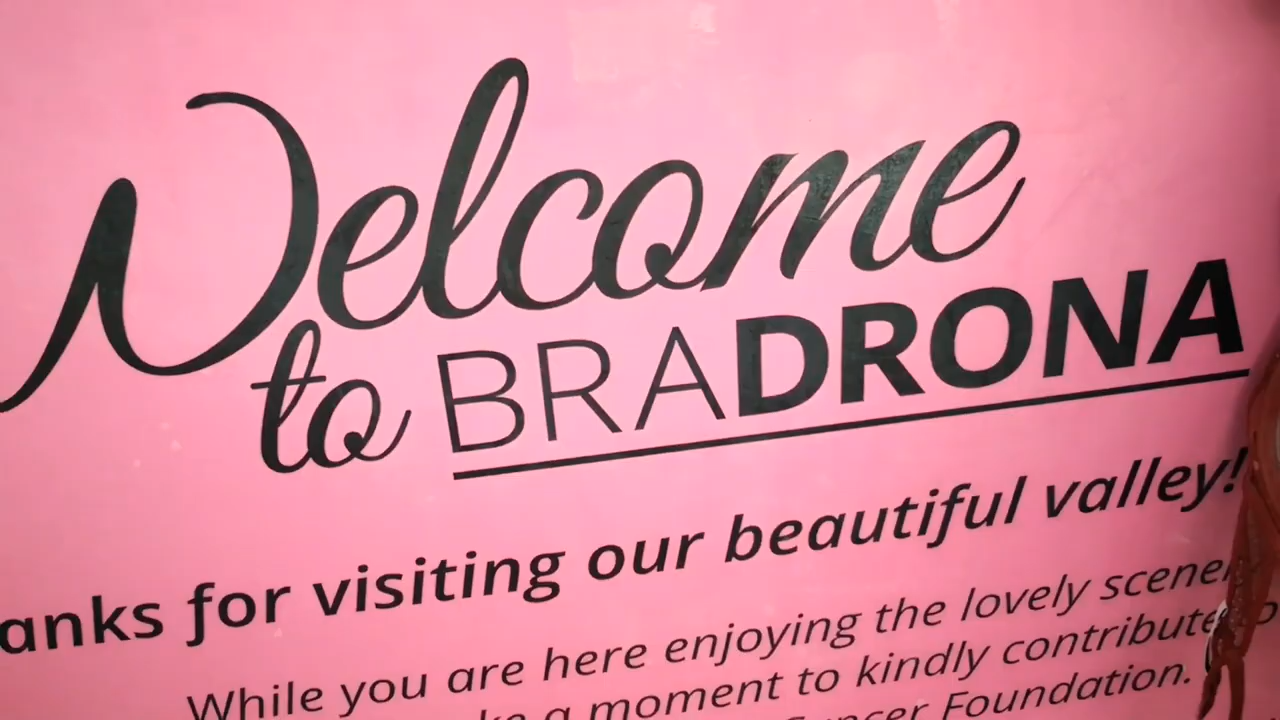 Welcome
to BRADRONA
anks for visiting our beautiful valley!
While you are here enjoying the lovely scener
a moment to kindly contribute
Foundation.